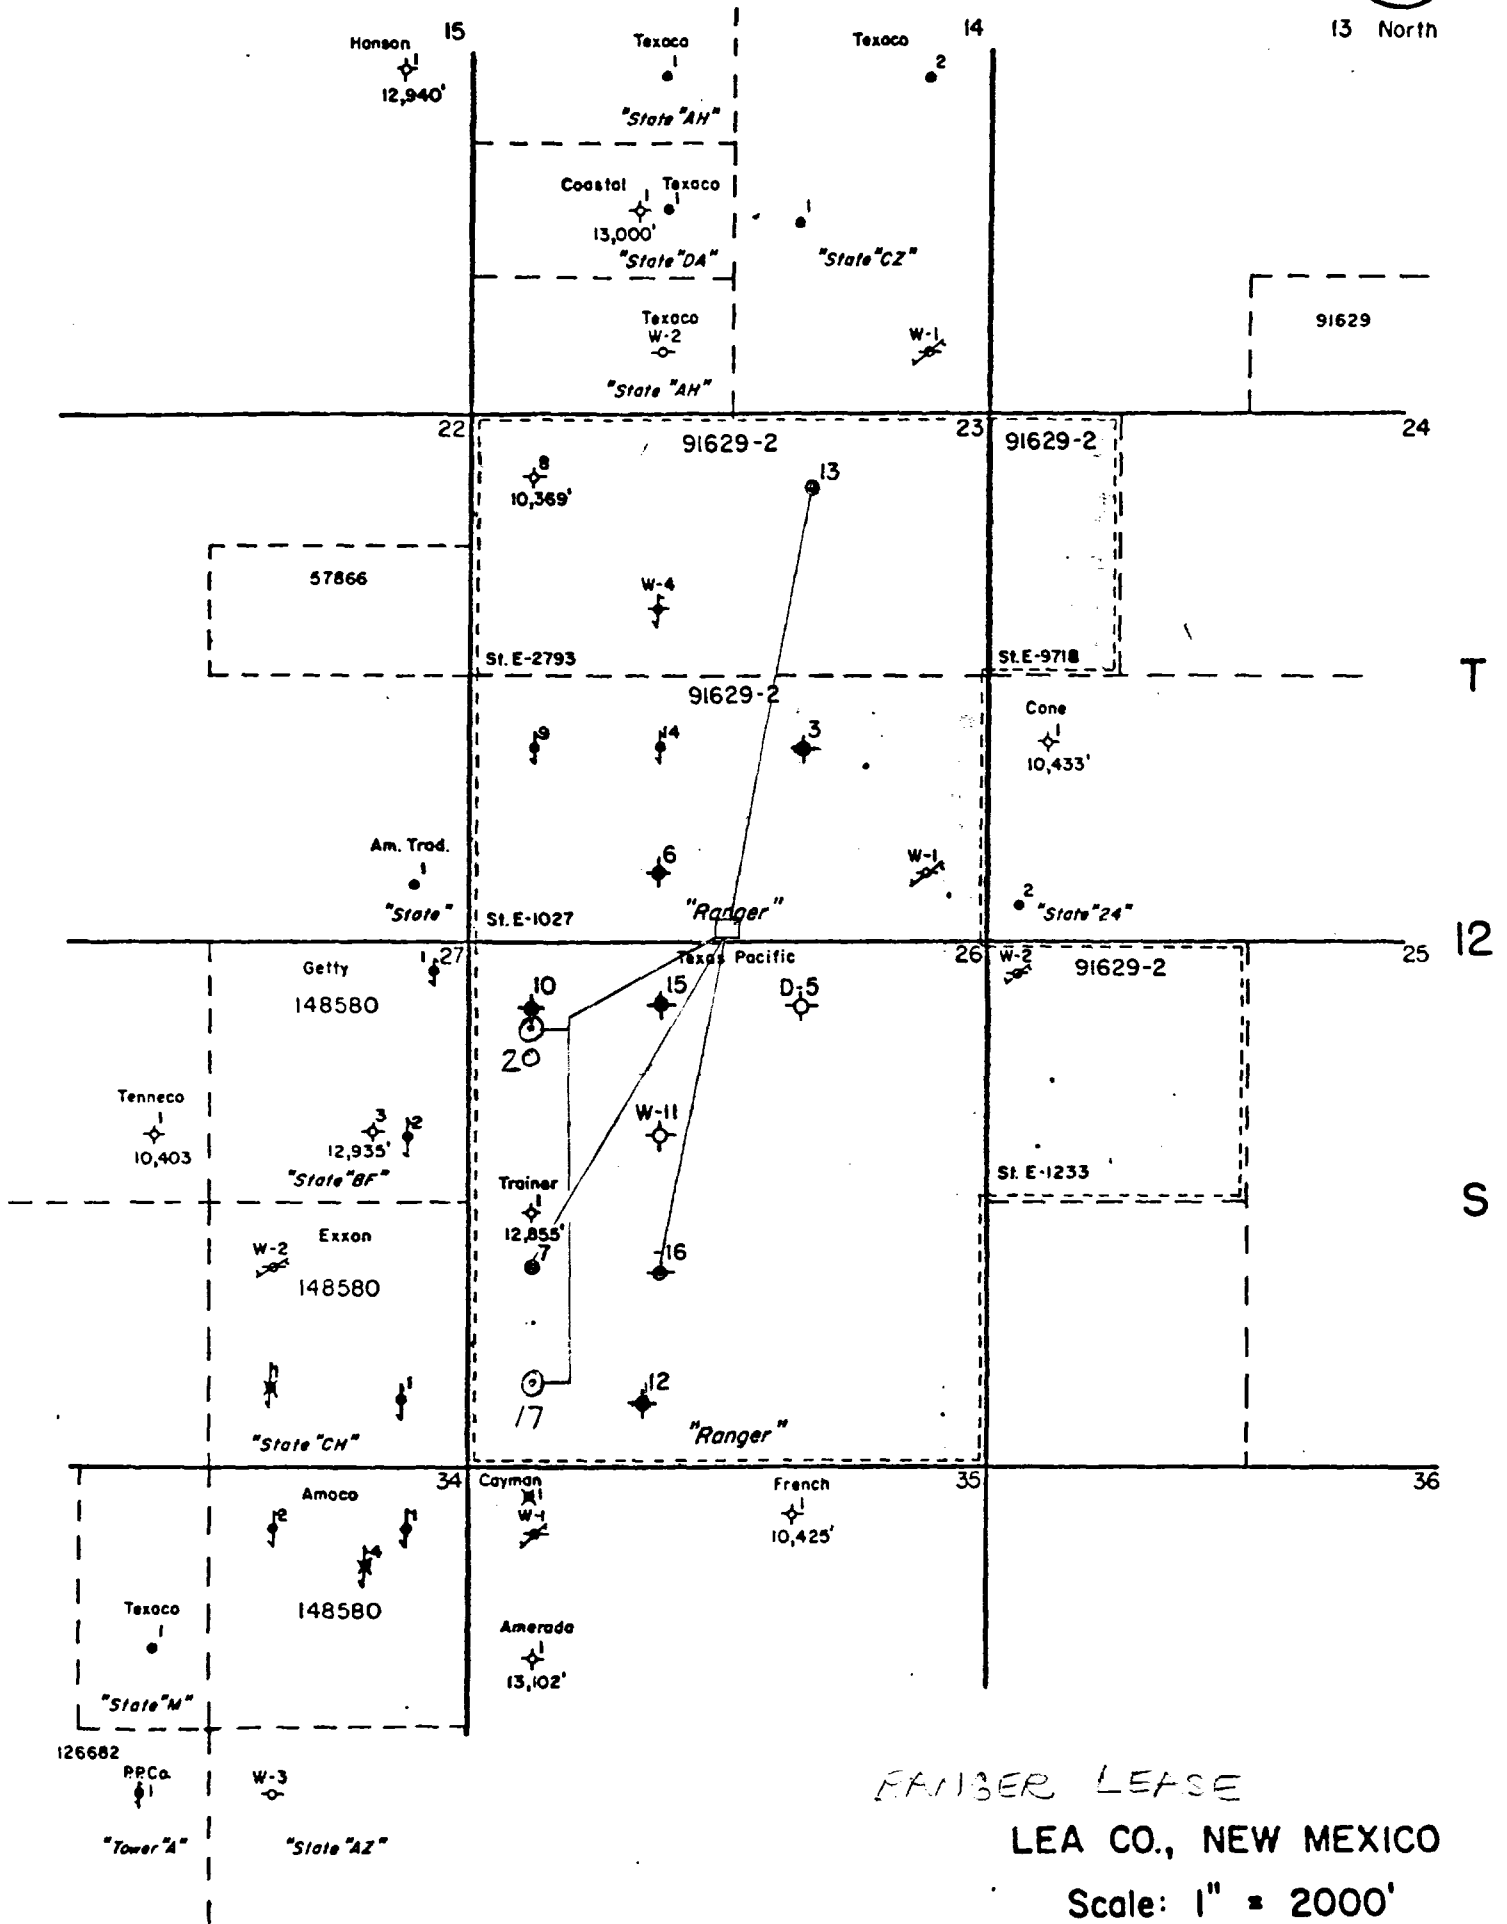 15
14
13 North
Hanson
1
12,940'
Texaco
1
"State "AH"
Texaco
2
Coastal
1
13,000'
Texaco
1
"State "DA"
1
"State "CZ"
Texaco
W-2
"State "AH"
W-1
91629
22
23
24
91629-2
91629-2
8
10,369'
13
57866
W-4
St. E-2793
St. E-9718
T
91629-2
9
14
3
Cone
1
10,433'
Am. Trad.
1
"State"
6
W-1
2
"State "24"
St. E-1027
"Ranger"
12
27
26
25
Getty
1
148580
Texas Pacific
W-2
91629-2
10
15
D-5
20
Tenneco
1
10,403
3
12,935'
2
"State "BF"
W-11
St. E-1233
S
Trainer
1
12,855'
Exxon
W-2
148580
7
16
1
1
"State "CH"
17
12
"Ranger"
34
35
36
Cayman
1
W-1
French
1
10,425'
Amoco
2
1
4
148580
Texaco
1
"State "M"
Amerada
1
13,102'
126682
P.P.Co.
1
"Tower "A"
W-3
"State "AZ"
RANGER LEASE
LEA CO., NEW MEXICO
Scale: 1" = 2000'